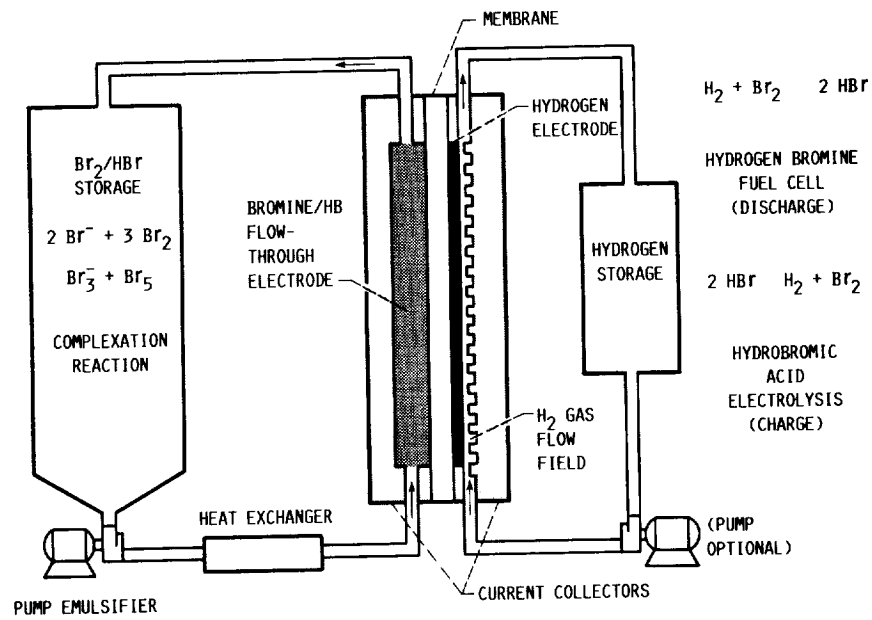 MEMBRANE
HYDROGEN
ELECTRODE
H₂ + Br₂ 2 HBr
HYDROGEN BROMINE
FUEL CELL
(DISCHARGE)
Br₂/HBr
STORAGE
2 Br⁻ + 3 Br₂
Br₃⁻ + Br₅
COMPLEXATION
REACTION
BROMINE/HB
FLOW-
THROUGH
ELECTRODE
HYDROGEN
STORAGE
2 HBr H₂ + Br₂
HYDROBROMIC
ACID
ELECTROLYSIS
(CHARGE)
H₂ GAS
FLOW
FIELD
HEAT EXCHANGER
(PUMP
OPTIONAL)
PUMP EMULSIFIER
CURRENT COLLECTORS